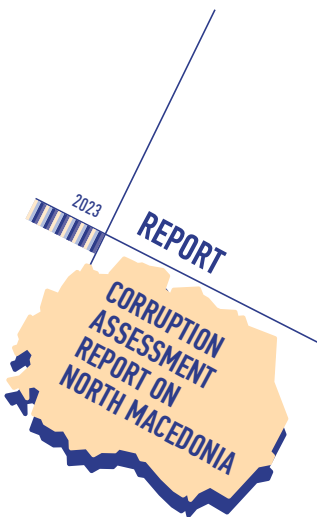 2023
REPORT
CORRUPTION
ASSESSMENT
REPORT ON
NORTH MACEDONIA